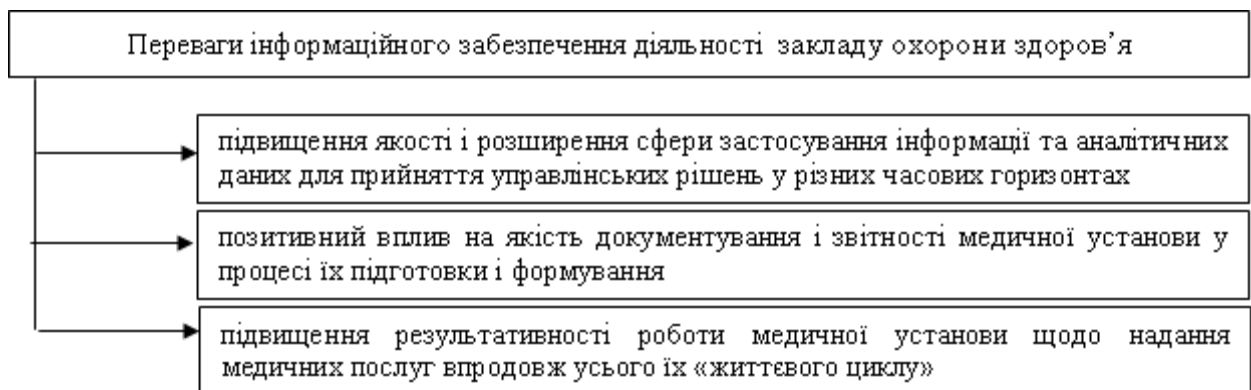 Переваги інформаційного забезпечення діяльності закладу охорони здоров’я
підвищення якості і розширення сфери застосування інформації та аналітичних
даних для прийняття управлінських рішень у різних часових горизонтах
позитивний вплив на якість документування і звітності медичної установи у
процесі їх підготовки і формування
підвищення результативності роботи медичної установи щодо надання
медичних послуг впродовж усього їх «життєвого циклу»